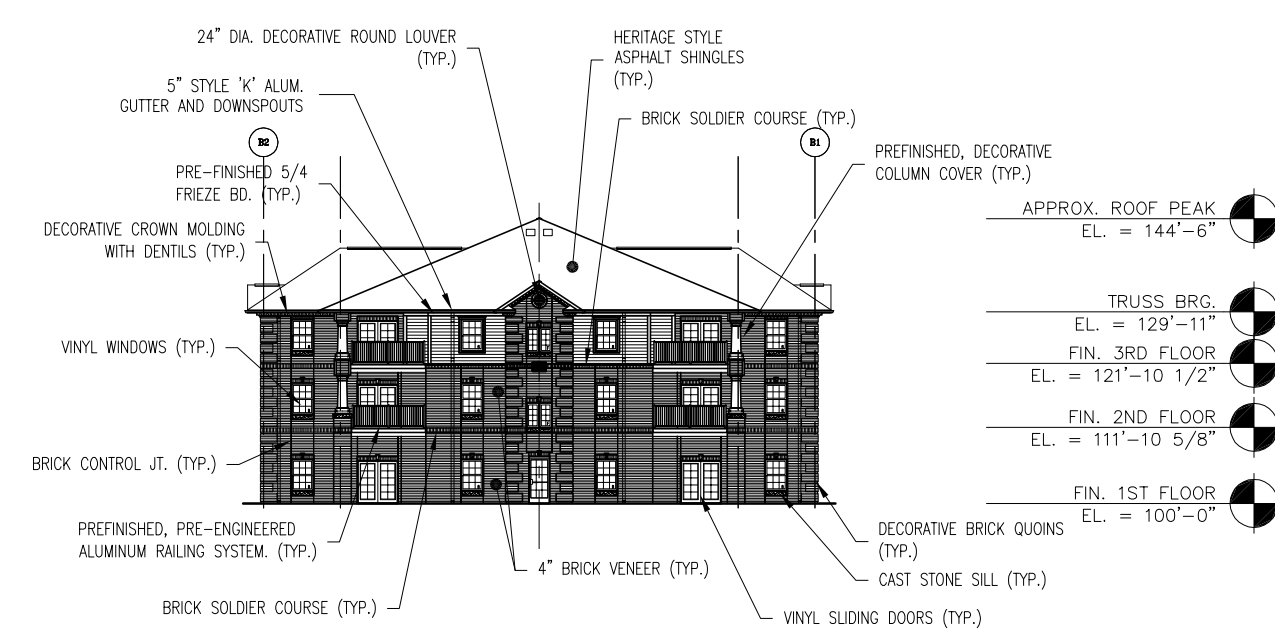 24” DIA. DECORATIVE ROUND LOUVER
(TYP.)
HERITAGE STYLE
ASPHALT SHINGLES
(TYP.)
5” STYLE 'K' ALUM.
GUTTER AND DOWNSPOUTS
BRICK SOLDIER COURSE (TYP.)
B2
B1
PRE-FINISHED 5/4
FRIEZE BD. (TYP.)
PREFINISHED, DECORATIVE
COLUMN COVER (TYP.)
DECORATIVE CROWN MOLDING
WITH DENTILS (TYP.)
APPROX. ROOF PEAK
EL. = 144'-6”
TRUSS BRG.
EL. = 129'-11”
VINYL WINDOWS (TYP.)
FIN. 3RD FLOOR
EL. = 121'-10 1/2”
FIN. 2ND FLOOR
EL. = 111'-10 5/8”
BRICK CONTROL JT. (TYP.)
FIN. 1ST FLOOR
EL. = 100'-0”
PREFINISHED, PRE-ENGINEERED
ALUMINUM RAILING SYSTEM. (TYP.)
DECORATIVE BRICK QUOINS
(TYP.)
4” BRICK VENEER (TYP.)
CAST STONE SILL (TYP.)
BRICK SOLDIER COURSE (TYP.)
VINYL SLIDING DOORS (TYP.)